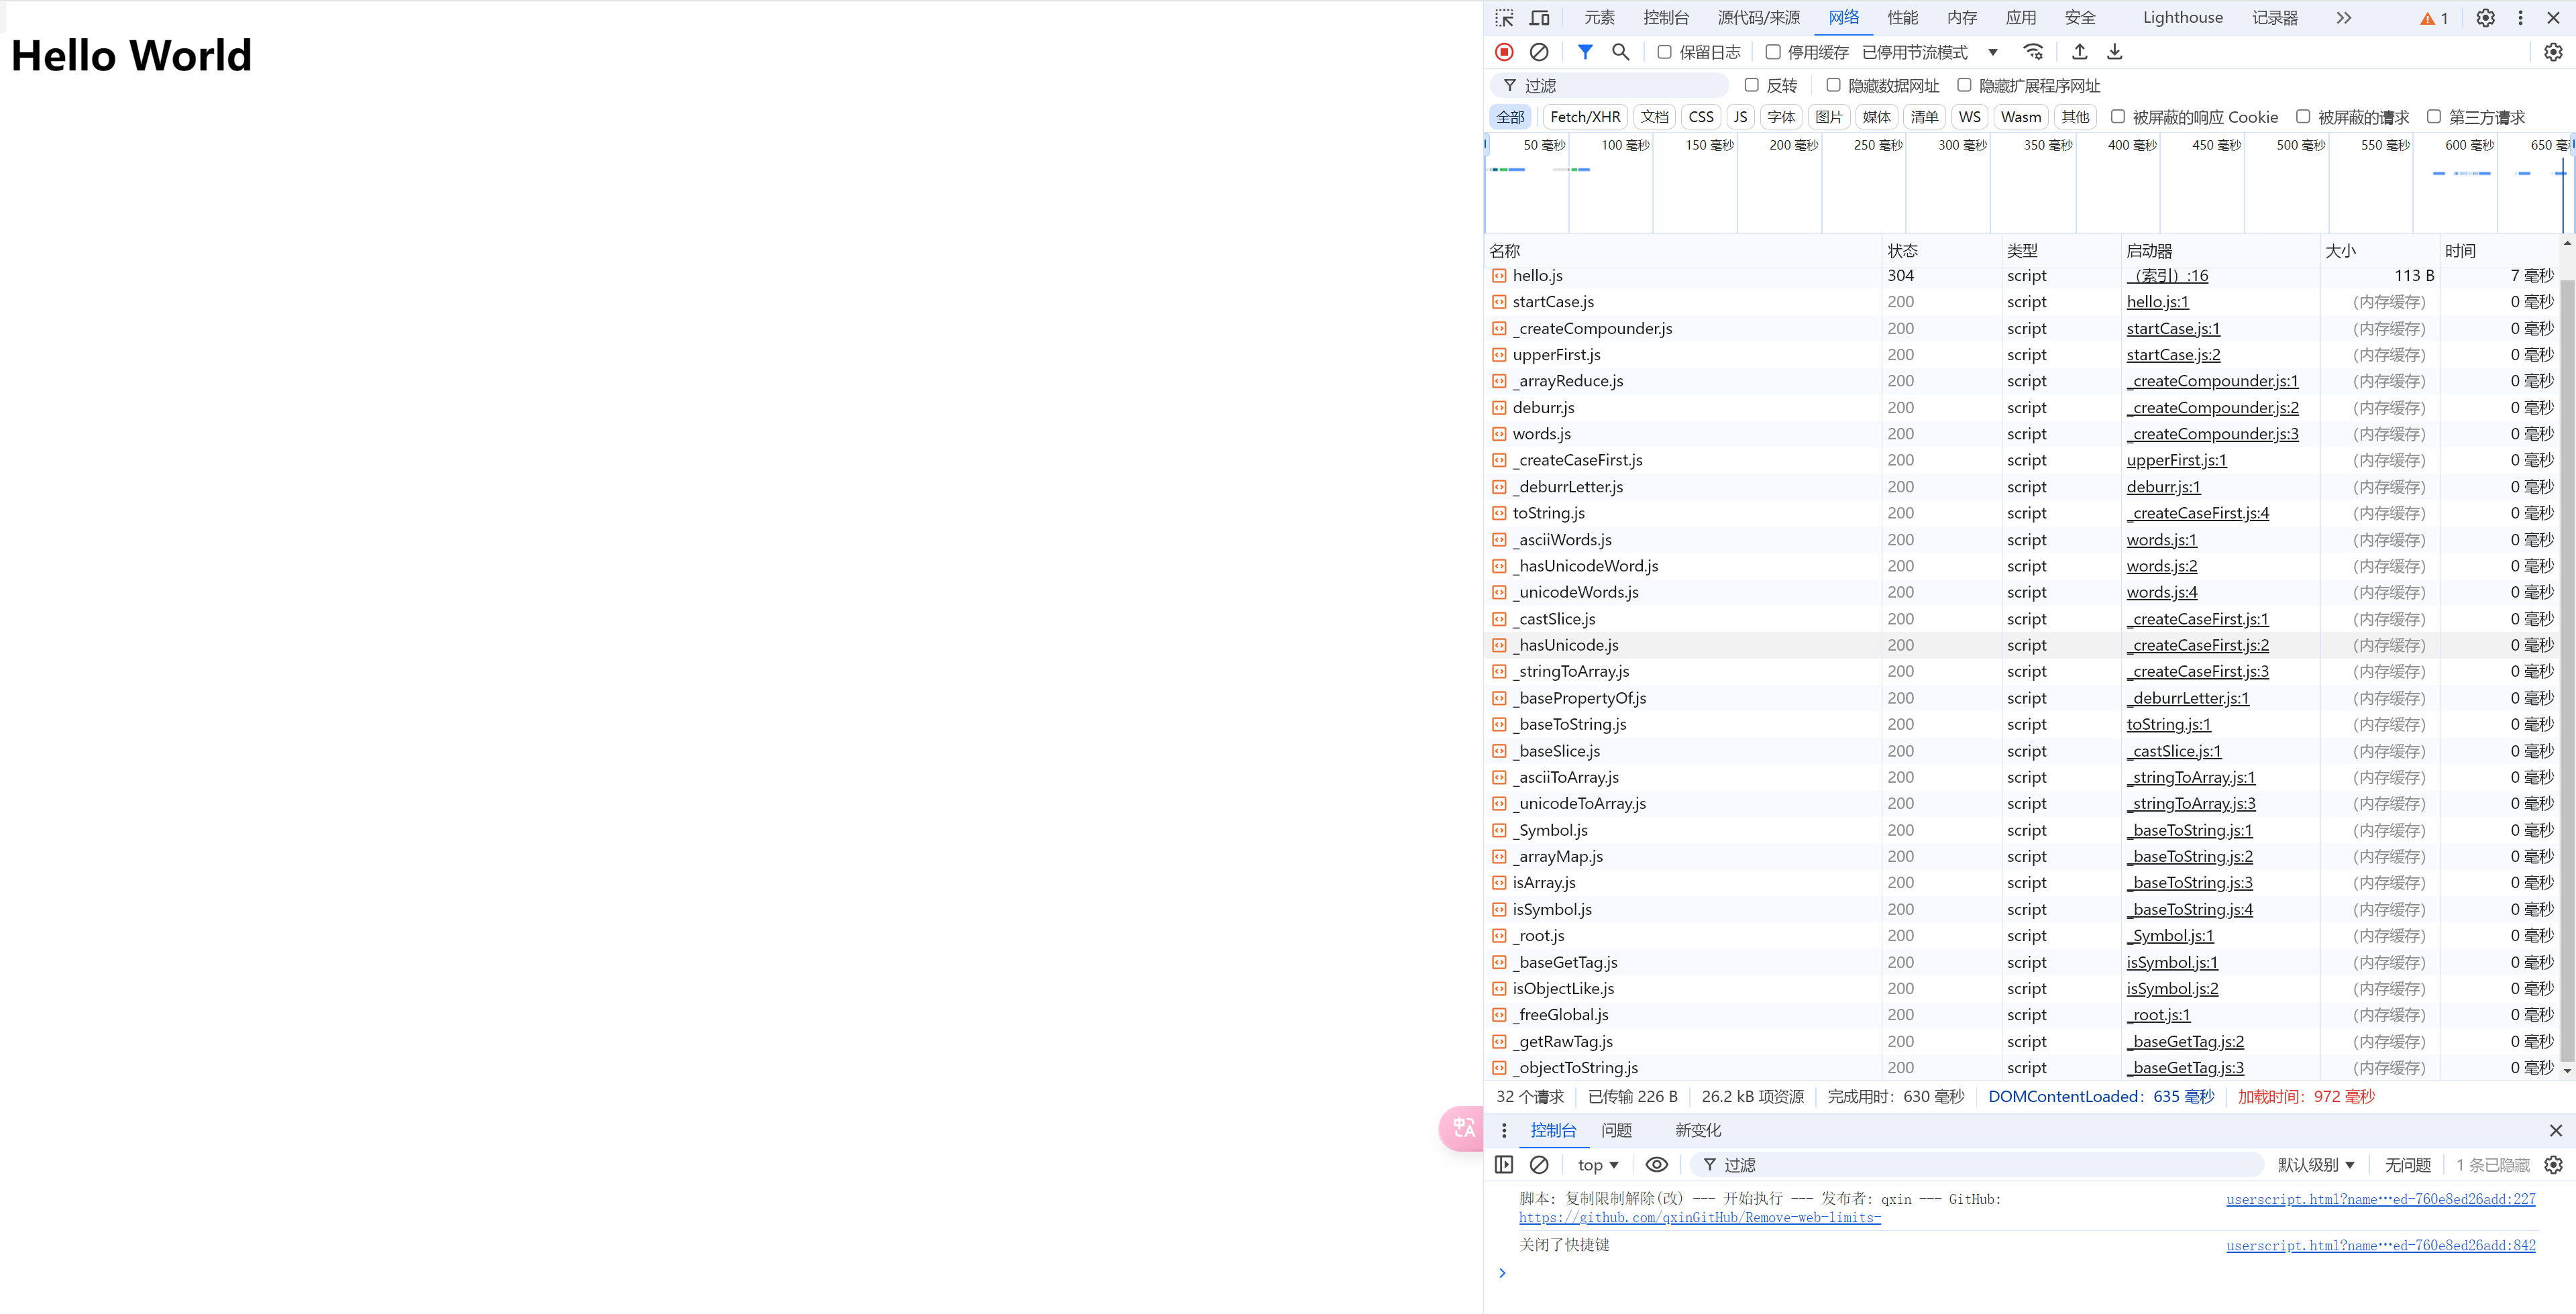 Hello World
元素 控制台 源代码/来源 网络 性能 内存 应用 安全 Lighthouse 记录器 1
保留日志 停用缓存 已停用节流模式
过滤 反转 隐藏数据网址 隐藏扩展程序网址
全部 Fetch/XHR 文档 CSS JS 字体 图片 媒体 清单 WS Wasm 其他 被屏蔽的响应 Cookie 被屏蔽的请求 第三方请求
50 毫秒 100 毫秒 150 毫秒 200 毫秒 250 毫秒 300 毫秒 350 毫秒 400 毫秒 450 毫秒 500 毫秒 550 毫秒 600 毫秒 650 毫
名称 状态 类型 启动器 大小 时间
hello.js 304 script （索引）:16 113 B 7 毫秒
startCase.js 200 script hello.js:1 （内存缓存） 0 毫秒
_createCompounder.js 200 script startCase.js:1 （内存缓存） 0 毫秒
upperFirst.js 200 script startCase.js:2 （内存缓存） 0 毫秒
_arrayReduce.js 200 script _createCompounder.js:1 （内存缓存） 0 毫秒
deburr.js 200 script _createCompounder.js:2 （内存缓存） 0 毫秒
words.js 200 script _createCompounder.js:3 （内存缓存） 0 毫秒
_createCaseFirst.js 200 script upperFirst.js:1 （内存缓存） 0 毫秒
_deburrLetter.js 200 script deburr.js:1 （内存缓存） 0 毫秒
toString.js 200 script _createCaseFirst.js:4 （内存缓存） 0 毫秒
_asciiWords.js 200 script words.js:1 （内存缓存） 0 毫秒
_hasUnicodeWord.js 200 script words.js:2 （内存缓存） 0 毫秒
_unicodeWords.js 200 script words.js:4 （内存缓存） 0 毫秒
_castSlice.js 200 script _createCaseFirst.js:1 （内存缓存） 0 毫秒
_hasUnicode.js 200 script _createCaseFirst.js:2 （内存缓存） 0 毫秒
_stringToArray.js 200 script _createCaseFirst.js:3 （内存缓存） 0 毫秒
_basePropertyOf.js 200 script _deburrLetter.js:1 （内存缓存） 0 毫秒
_baseToString.js 200 script toString.js:1 （内存缓存） 0 毫秒
_baseSlice.js 200 script _castSlice.js:1 （内存缓存） 0 毫秒
_asciiToArray.js 200 script _stringToArray.js:1 （内存缓存） 0 毫秒
_unicodeToArray.js 200 script _stringToArray.js:3 （内存缓存） 0 毫秒
_Symbol.js 200 script _baseToString.js:1 （内存缓存） 0 毫秒
_arrayMap.js 200 script _baseToString.js:2 （内存缓存） 0 毫秒
isArray.js 200 script _baseToString.js:3 （内存缓存） 0 毫秒
isSymbol.js 200 script _baseToString.js:4 （内存缓存） 0 毫秒
_root.js 200 script _Symbol.js:1 （内存缓存） 0 毫秒
_baseGetTag.js 200 script isSymbol.js:1 （内存缓存） 0 毫秒
isObjectLike.js 200 script isSymbol.js:2 （内存缓存） 0 毫秒
_freeGlobal.js 200 script _root.js:1 （内存缓存） 0 毫秒
_getRawTag.js 200 script _baseGetTag.js:2 （内存缓存） 0 毫秒
_objectToString.js 200 script _baseGetTag.js:3 （内存缓存） 0 毫秒
32 个请求 已传输 226 B 26.2 kB 项资源 完成用时：630 毫秒 DOMContentLoaded：635 毫秒 加载时间：972 毫秒
控制台 问题 新变化
top 过滤 默认级别 无问题 1 条已隐藏
脚本: 复制限制解除(改) --- 开始执行 --- 发布者: qxin --- GitHub: userscript.html?name…ed-760e8ed26add:227
https://github.com/qxinGitHub/Remove-web-limits-
关闭了快捷键 userscript.html?name…ed-760e8ed26add:842